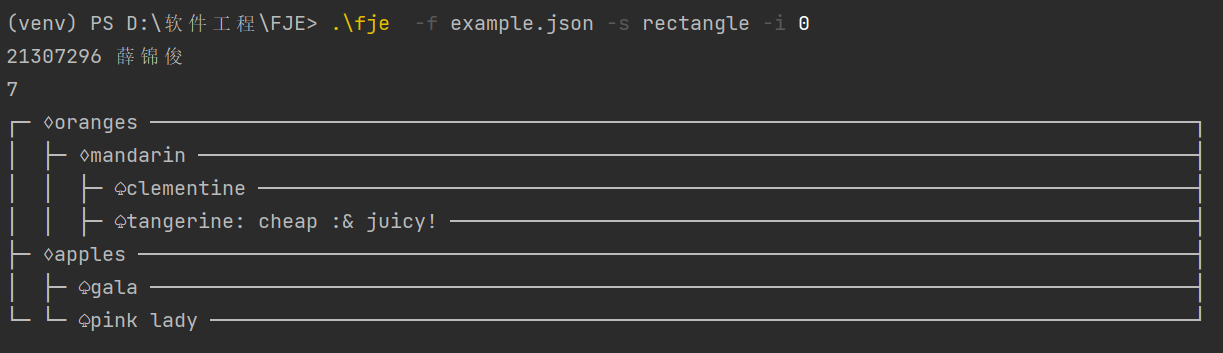 (venv) PS D:\软件工程\FJE> .\fje  -f example.json -s rectangle -i 0
21307296 薛锦俊
7
┌─ ♢oranges ───────────────────────────────────────────────────────────────────────────────────────┐
│  ├─ ♢mandarin ───────────────────────────────────────────────────────────────────────────────────┤
│  │  ├─ ♤clementine ──────────────────────────────────────────────────────────────────────────────┤
│  │  ├─ ♤tangerine: cheap :& juicy! ──────────────────────────────────────────────────────────────┤
├─ ♢apples ────────────────────────────────────────────────────────────────────────────────────────┤
│  ├─ ♤gala ───────────────────────────────────────────────────────────────────────────────────────┤
└─ └─ ♤pink lady ──────────────────────────────────────────────────────────────────────────────────┘